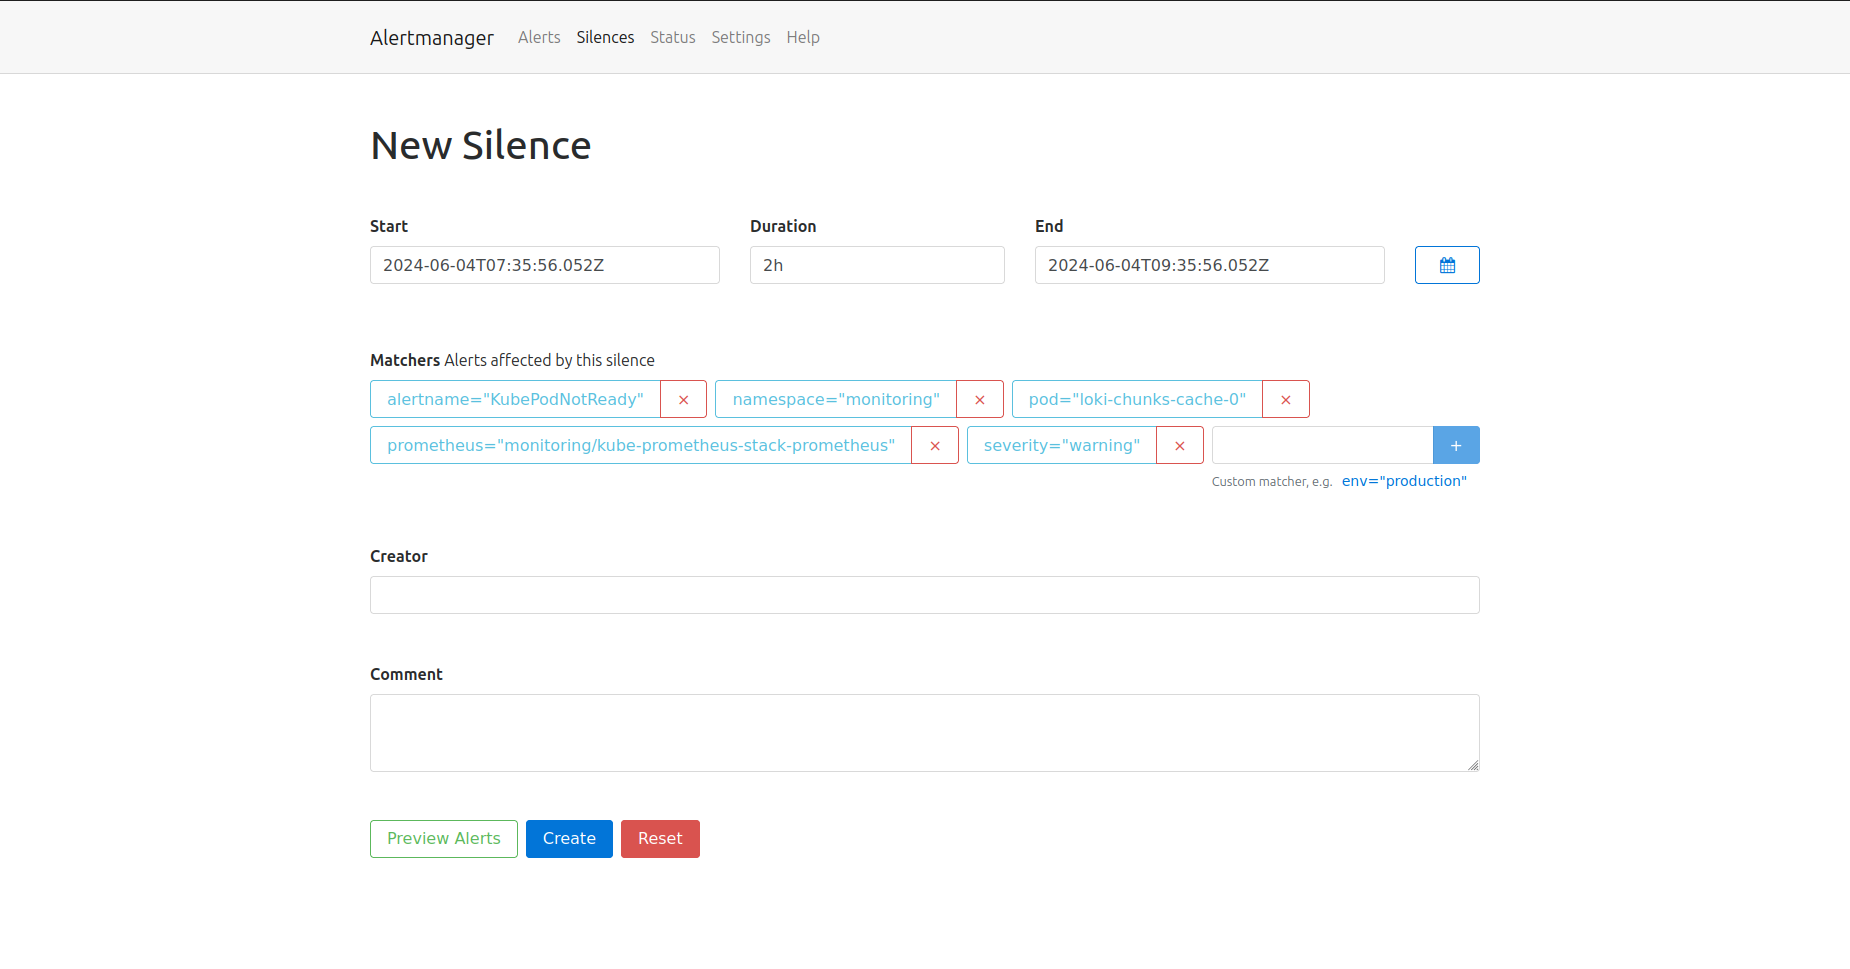 Alertmanager Alerts Silences Status Settings Help
New Silence
Start Duration End
2024-06-04T07:35:56.052Z 2h 2024-06-04T09:35:56.052Z
Matchers Alerts affected by this silence
alertname="KubePodNotReady" × namespace="monitoring" × pod="loki-chunks-cache-0" ×
prometheus="monitoring/kube-prometheus-stack-prometheus" × severity="warning" × +
Custom matcher, e.g. env="production"
Creator
Comment
Preview Alerts Create Reset